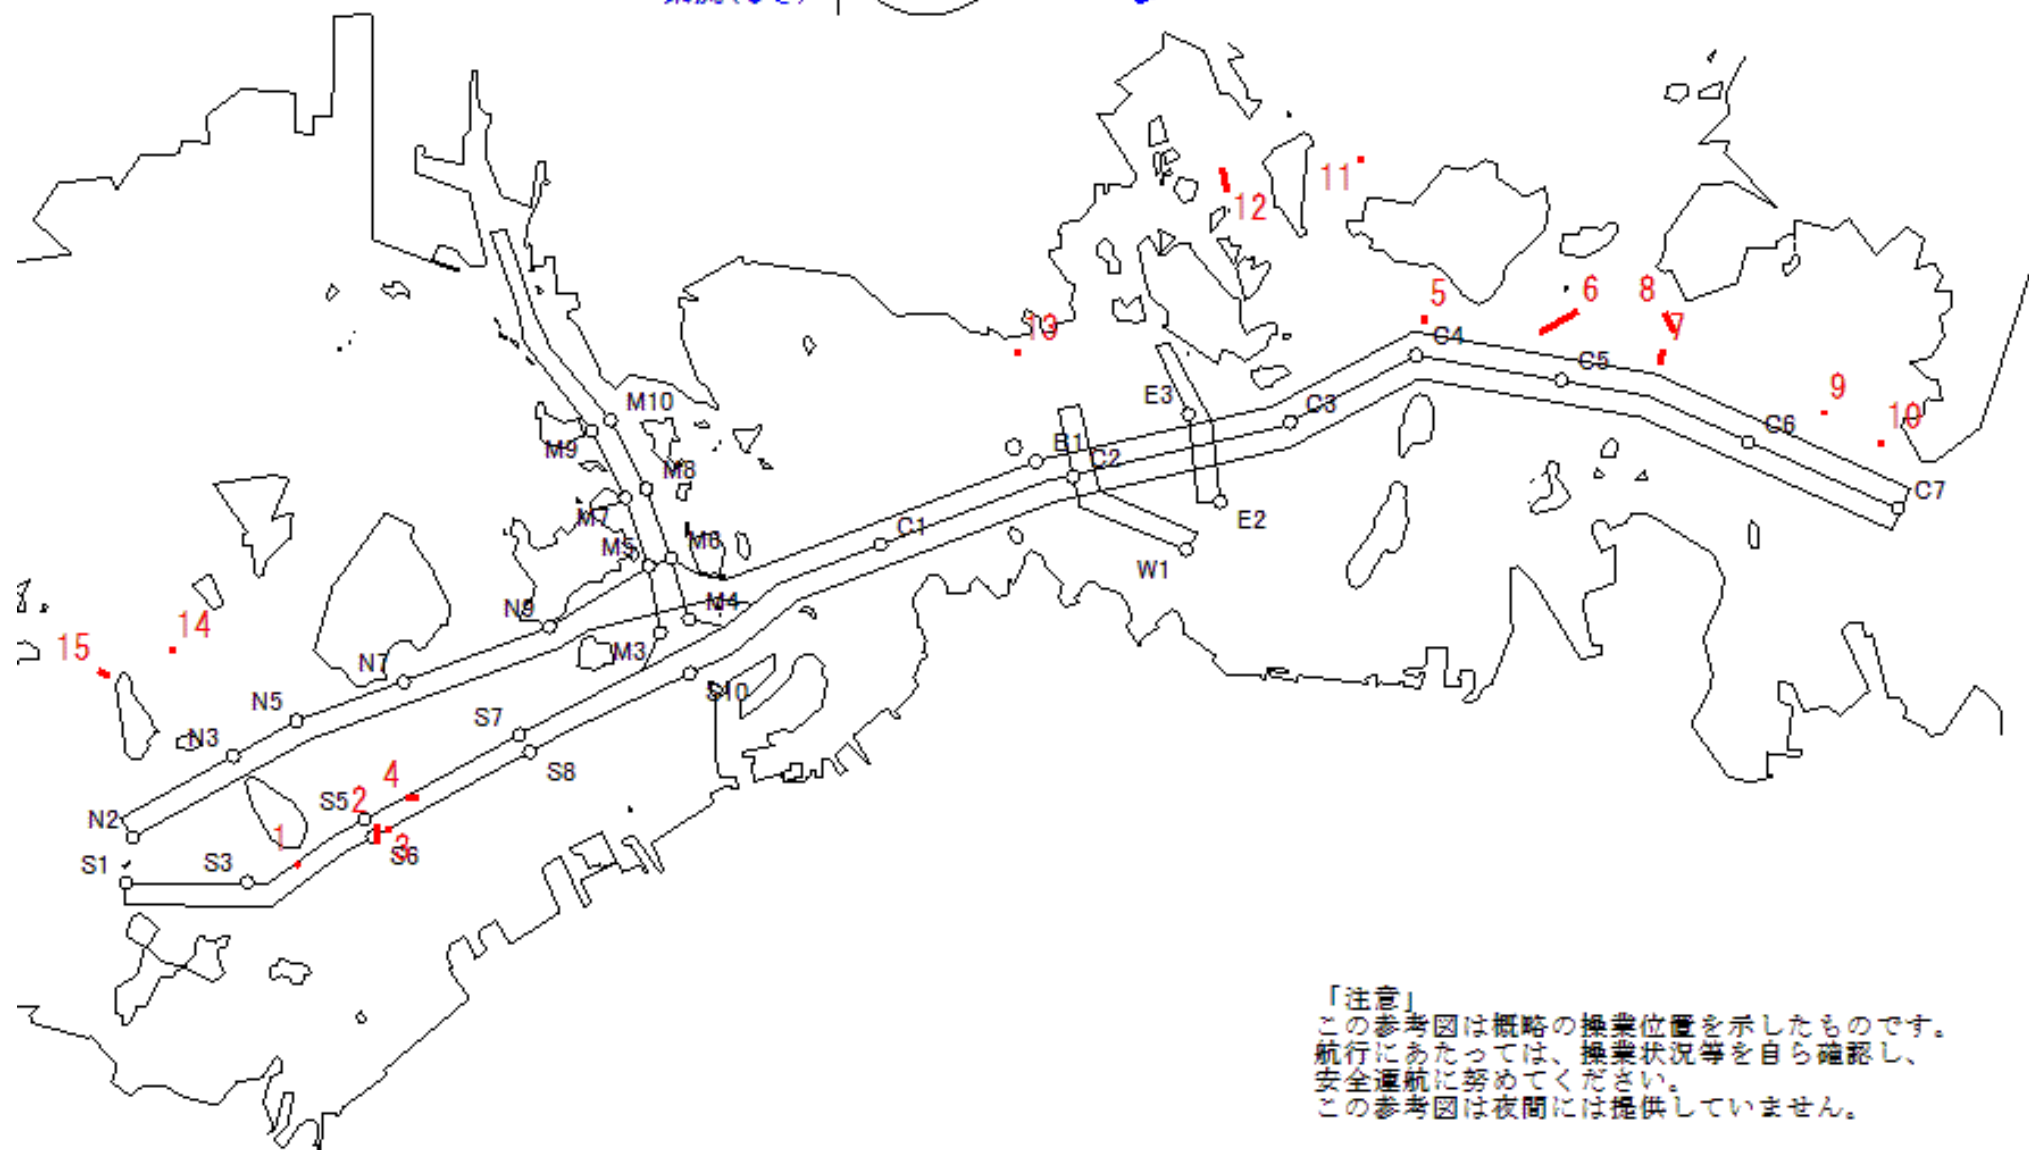 11
12
5
6
8
7
13
C4
C5
E3
C3
9
10
M10
B1
C2
C6
M9
M8
C7
M7
E2
C1
M5
M6
W1
N9
M4
14
15
M3
N7
S10
N5
S7
N3
S8
4
2
S5
N2
1
3
S6
S1
S3
「注意」
この参考図は概略の操業位置を示したものです。
航行にあたっては、操業状況等を自ら確認し、
安全運航に努めてください。
この参考図は夜間には提供していません。